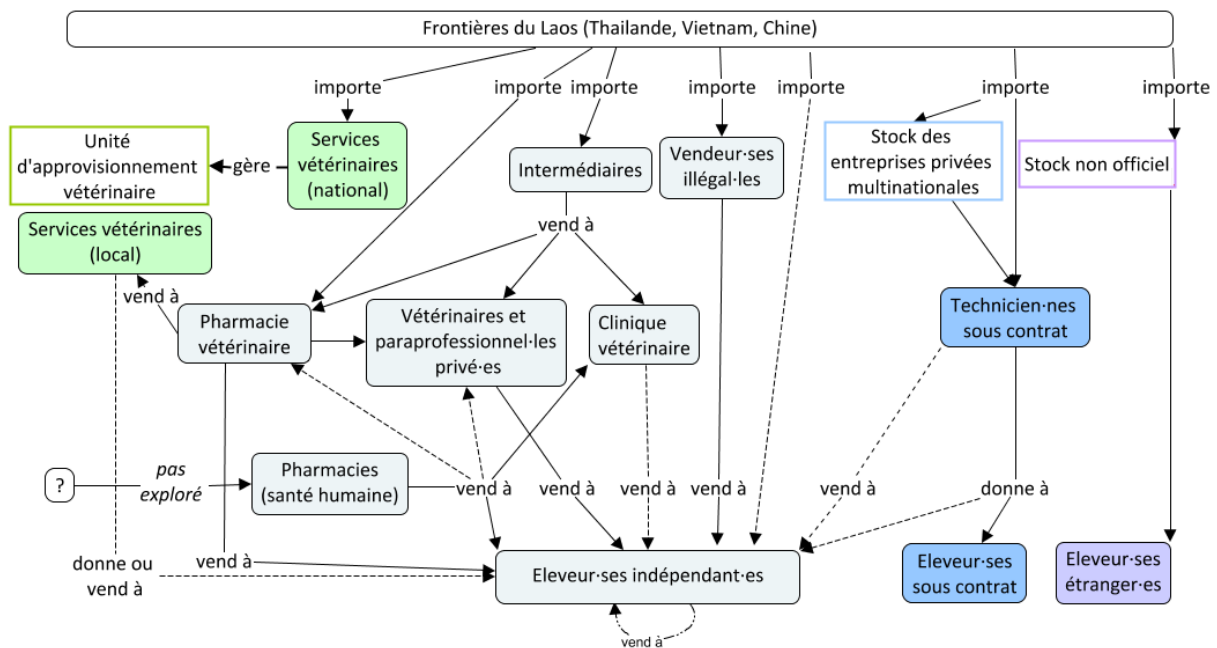 Frontières du Laos (Thailande, Vietnam, Chine)
importe
importe
importe
importe
importe
importe
importe
Unité
d'approvisionnement
vétérinaire
gère
Services
vétérinaires
(national)
Intermédiaires
Vendeur·ses
illégal·les
Stock des
entreprises privées
multinationales
Stock non officiel
Services vétérinaires
(local)
vend à
vend à
Pharmacie
vétérinaire
Vétérinaires et
paraprofessionnel·les
privé·es
Clinique
vétérinaire
Technicien·nes
sous contrat
?
pas
exploré
Pharmacies
(santé humaine)
vend à
vend à
vend à
vend à
vend à
donne à
donne ou
vend à
vend à
Eleveur·ses indépendant·es
Eleveur·ses
sous contrat
Eleveur·ses
étranger·es
vend à